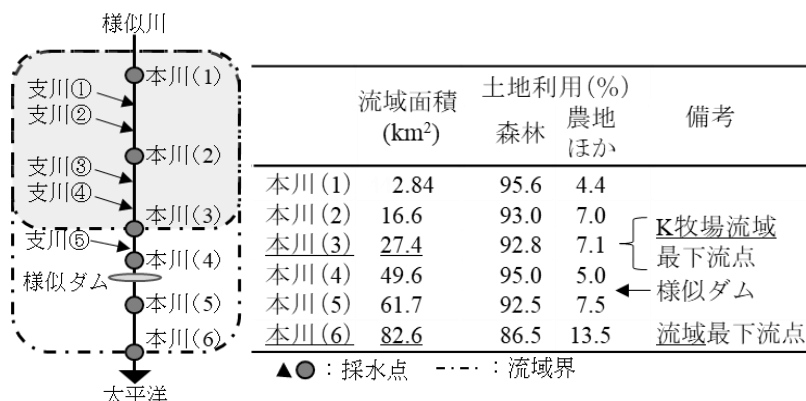 様似川
本川(1)
支川①
支川②
本川(2)
支川③
支川④
本川(3)
支川⑤
本川(4)
様似ダム
本川(5)
本川(6)
太平洋
流域面積 (km²) 土地利用(%) 備考
森林 農地ほか
本川(1) 2.84 95.6 4.4
本川(2) 16.6 93.0 7.0
本川(3) 27.4 92.8 7.1 K牧場流域最下流点
本川(4) 49.6 95.0 5.0
様似ダム
本川(5) 61.7 92.5 7.5
本川(6) 82.6 86.5 13.5 流域最下流点
▲●：採水点 ：流域界